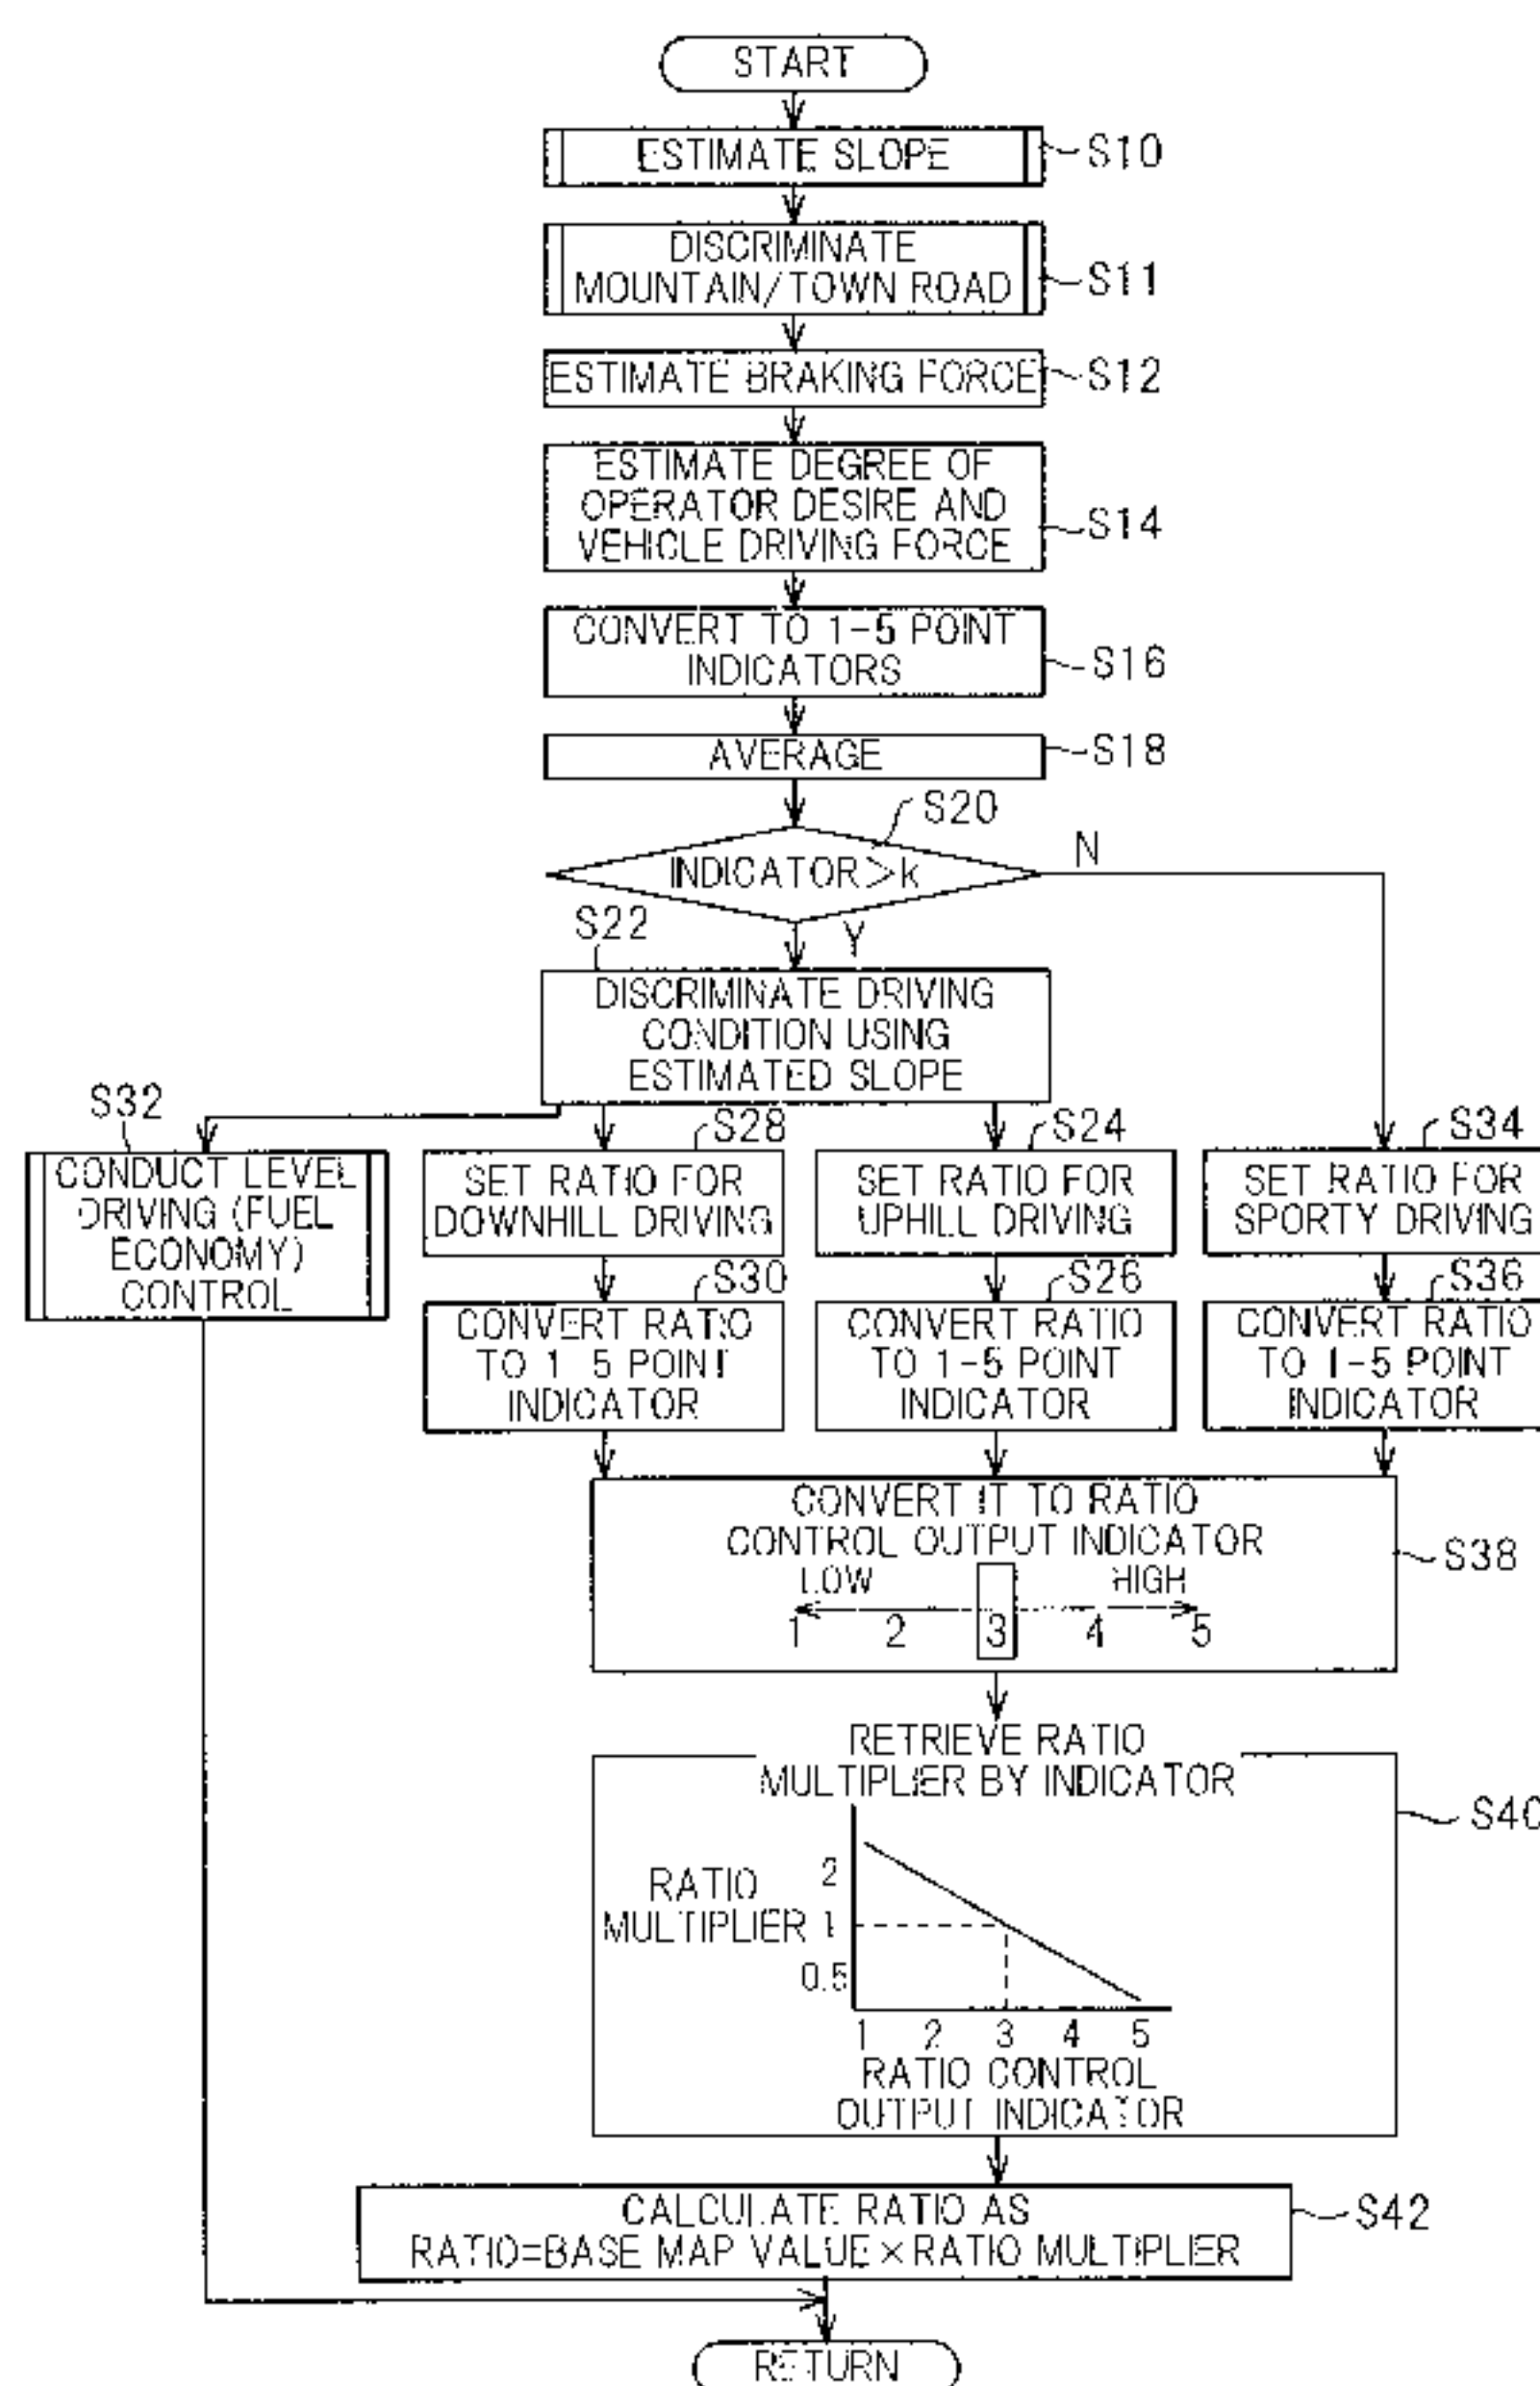 START
ESTIMATE SLOPE
S10
DISCRIMINATE
MOUNTAIN/TOWN ROAD
S11
ESTIMATE BRAKING FORCE
S12
ESTIMATE DEGREE OF
OPERATOR DESIRE AND
VEHICLE DRIVING FORCE
S14
CONVERT TO 1-5 POINT
INDICATORS
S16
AVERAGE
S18
S20
INDICATOR>k
N
Y
S22
DISCRIMINATE DRIVING
CONDITION USING
ESTIMATED SLOPE
S32
CONDUCT LEVEL
DRIVING (FUEL
ECONOMY)
CONTROL
S28
SET RATIO FOR
DOWNHILL DRIVING
S24
SET RATIO FOR
UPHILL DRIVING
S34
SET RATIO FOR
SPORTY DRIVING
S30
CONVERT RATIO
TO 1 5 POINT
INDICATOR
S26
CONVERT RATIO
TO 1-5 POINT
INDICATOR
S36
CONVERT RATIO
TO 1-5 POINT
INDICATOR
CONVERT IT TO RATIO
CONTROL OUTPUT INDICATOR
LOW HIGH
1 2 3 4 5
S38
RETRIEVE RATIO
MULTIPLIER BY INDICATOR
S40
RATIO
MULTIPLIER
2
1
0.5
1 2 3 4 5
RATIO CONTROL
OUTPUT INDICATOR
CALCULATE RATIO AS
RATIO=BASE MAP VALUE×RATIO MULTIPLIER
S42
RETURN